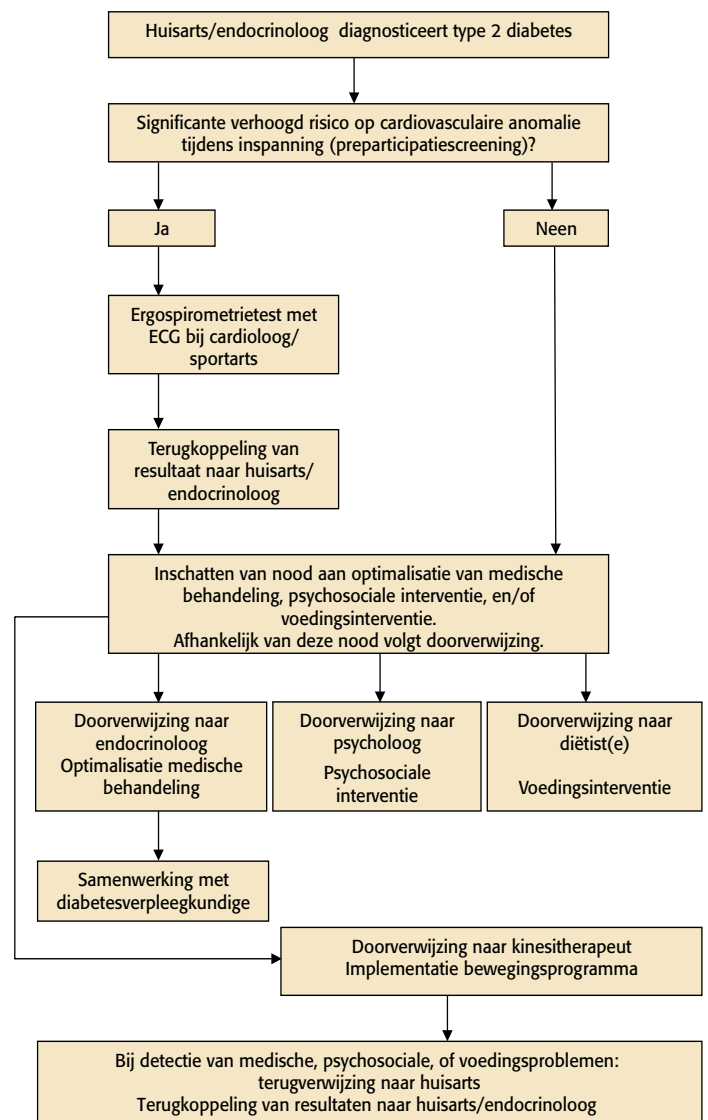 Huisarts/endocrinoloog diagnosticeert type 2 diabetes
Significante verhoogd risico op cardiovasculaire anomalie
tijdens inspanning (preparticipatiescreening)?
Ja
Neen
Ergospirometrietest met
ECG bij cardioloog/
sportarts
Terugkoppeling van
resultaat naar huisarts/
endocrinoloog
Inschatten van nood aan optimalisatie van medische
behandeling, psychosociale interventie, en/of
voedingsinterventie.
Afhankelijk van deze nood volgt doorverwijzing.
Doorverwijzing naar
endocrinoloog
Optimalisatie medische
behandeling
Doorverwijzing naar
psycholoog
Psychosociale
interventie
Doorverwijzing naar
diëtist(e)
Voedingsinterventie
Samenwerking met
diabetesverpleegkundige
Doorverwijzing naar kinesitherapeut
Implementatie bewegingsprogramma
Bij detectie van medische, psychosociale, of voedingsproblemen:
terugverwijzing naar huisarts
Terugkoppeling van resultaten naar huisarts/endocrinoloog